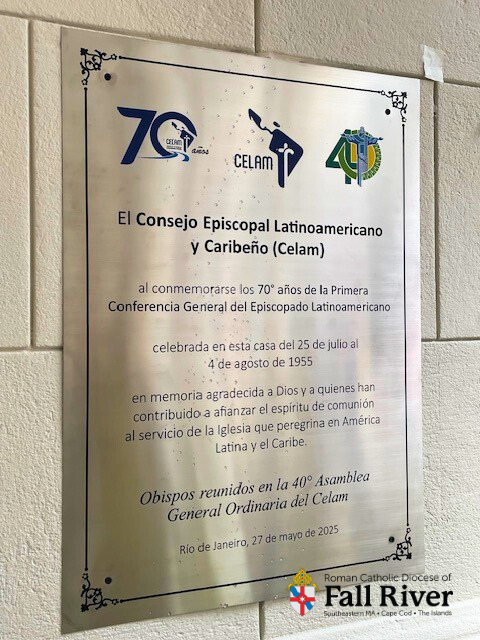 70 CELAM años
CELAM
40
El Consejo Episcopal Latinoamericano
y Caribeño (Celam)
al conmemorarse los 70° años de la Primera
Conferencia General del Episcopado Latinoamericano
celebrada en esta casa del 25 de julio al
4 de agosto de 1955
en memoria agradecida a Dios y a quienes han
contribuido a afianzar el espíritu de comunión
al servicio de la Iglesia que peregrina en América
Latina y el Caribe.
Obispos reunidos en la 40° Asamblea
General Ordinaria del Celam
Río de Janeiro, 27 de mayo de 2025
Roman Catholic Diocese of
Fall River
Southeastern MA • Cape Cod • The Islands